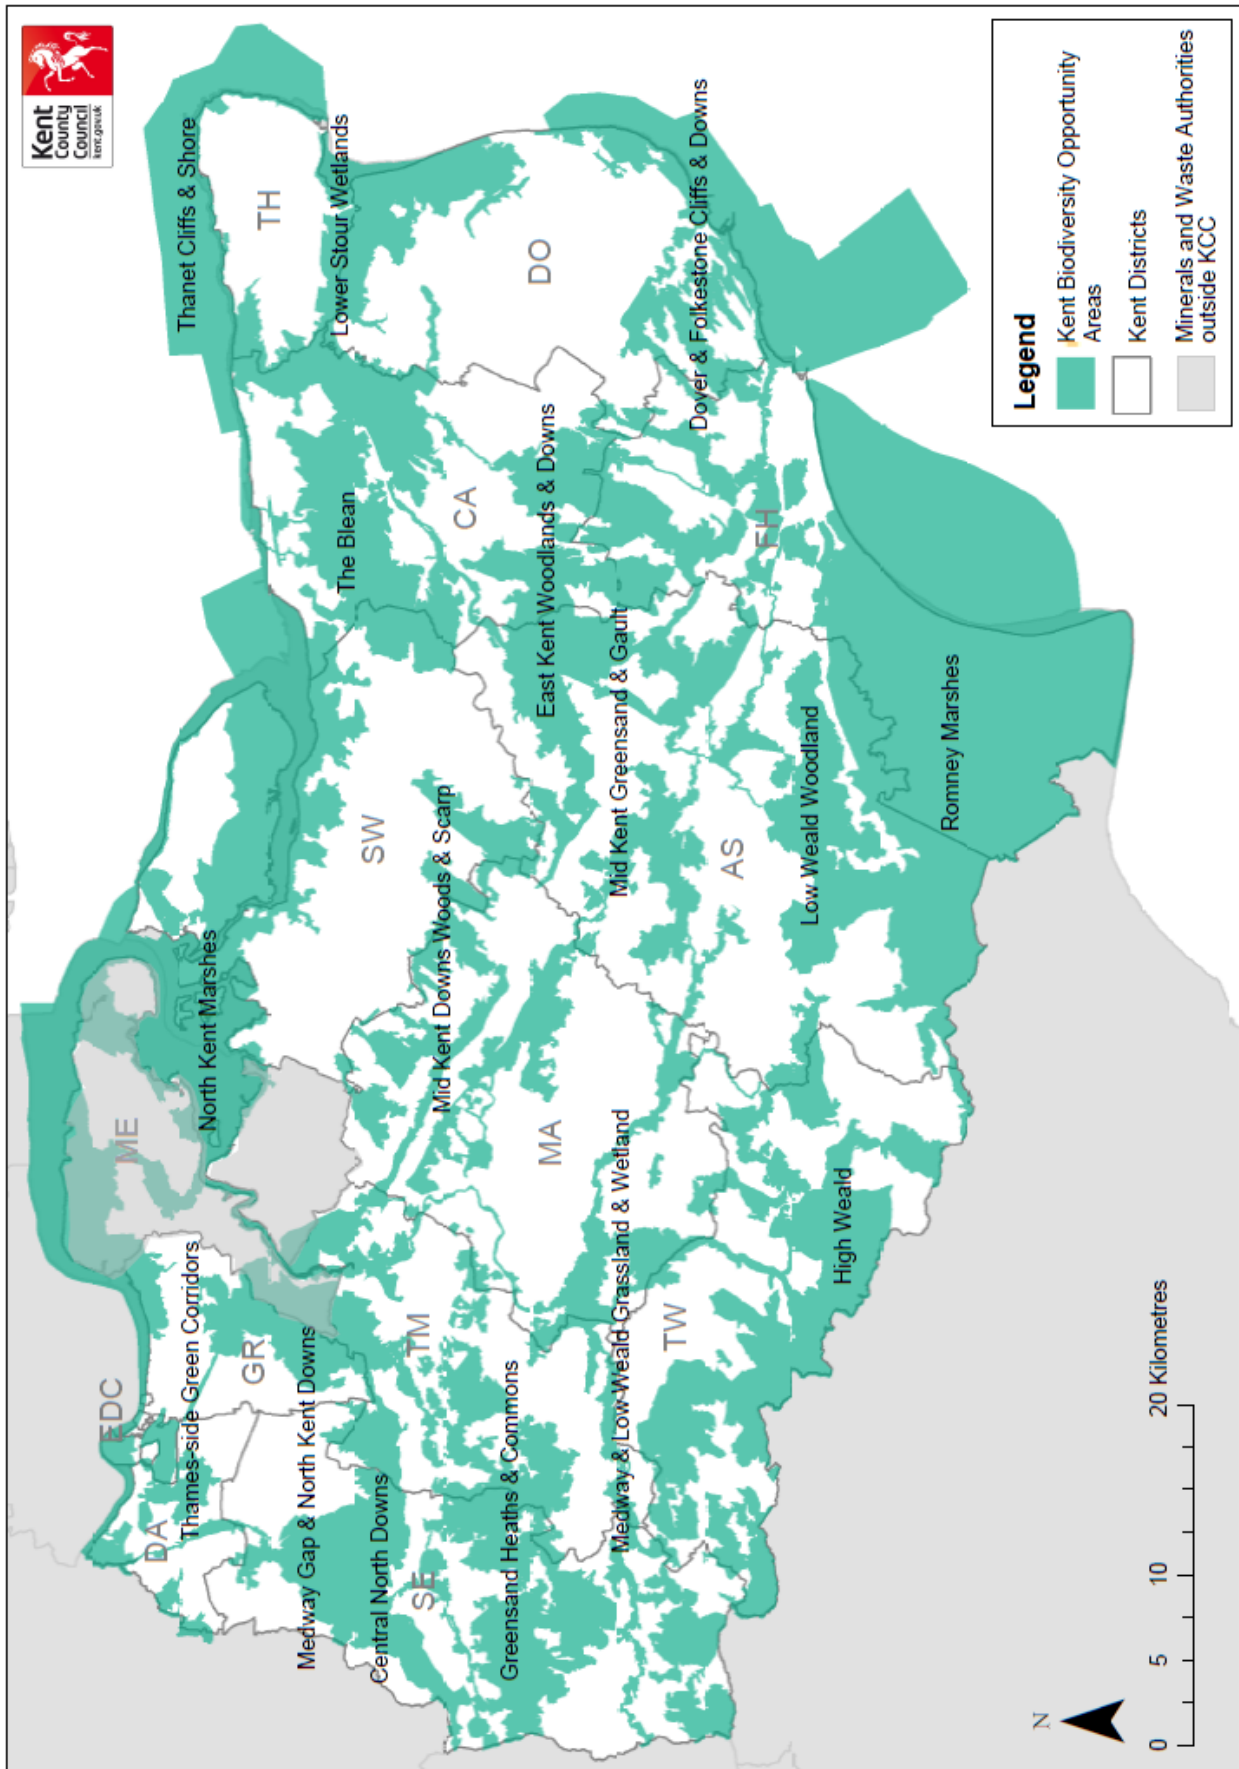 Kent
County
Council
kent.gov.uk
Thanet Cliffs & Shore
TH
Lower Stour Wetlands
DO
Dover & Folkestone Cliffs & Downs
The Blean
CA
East Kent Woodlands & Downs
FH
Mid Kent Greensand & Gault
SW
Mid Kent Downs Woods & Scarp
AS
Low Weald Woodland
Romney Marshes
North Kent Marshes
ME
MA
Medway & Low Weald Grassland & Wetland
High Weald
EDC
Thames-side Green Corridors
GR
DA
Medway Gap & North Kent Downs
TM
Central North Downs
SE
Greensand Heaths & Commons
TW
Legend
Kent Biodiversity Opportunity
Areas
Kent Districts
Minerals and Waste Authorities
outside KCC
N
0 5 10 20 Kilometres